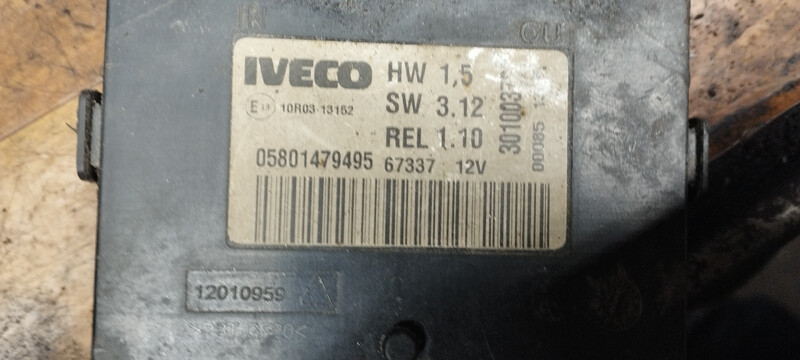 IVECO
HW 1,5
SW 3.12
10R03-13152
REL 1.10
05801479495
67337 12V
12010959